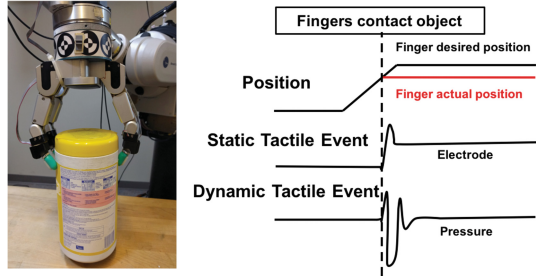 Fingers contact object
Finger desired position
Position
Finger actual position
Static Tactile Event
Electrode
Dynamic Tactile Event
Pressure